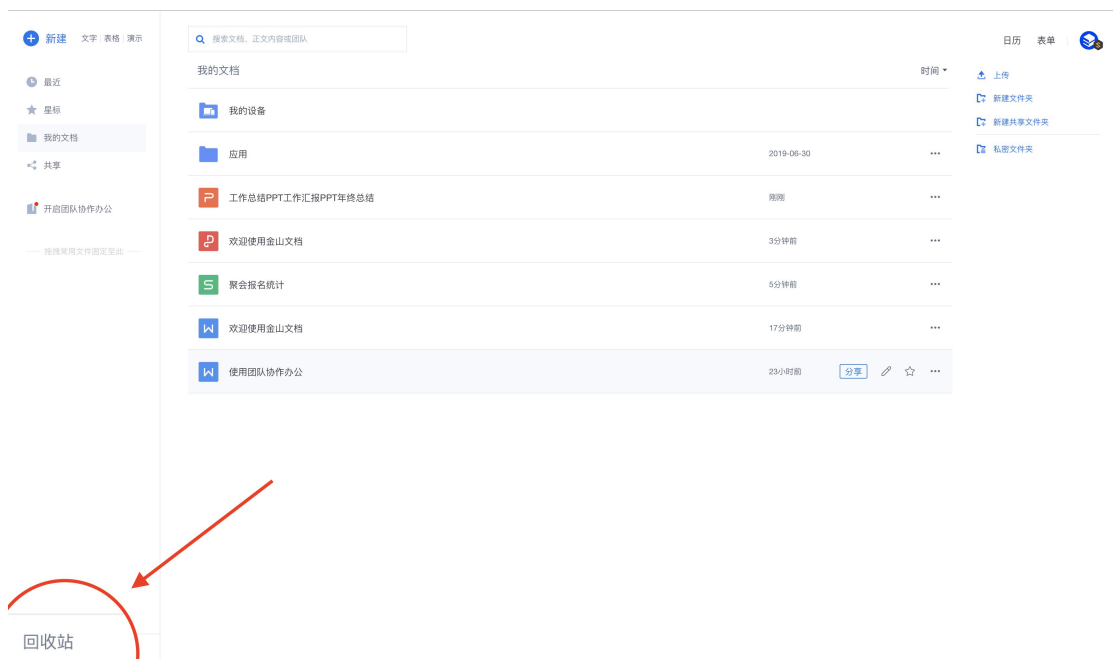 新建 文字 表格 演示
最近
星标
我的文档
共享
开启团队协作办公
拖拽常用文件固定至此
回收站
搜索文档、正文内容或团队
我的文档 时间
我的设备
应用 2019-06-30
工作总结PPT工作汇报PPT年终总结 刚刚
欢迎使用金山文档 3分钟前
聚会报名统计 5分钟前
欢迎使用金山文档 17分钟前
使用团队协作办公 23小时前 分享
日历 表单
上传
新建文件夹
新建共享文件夹
私密文件夹